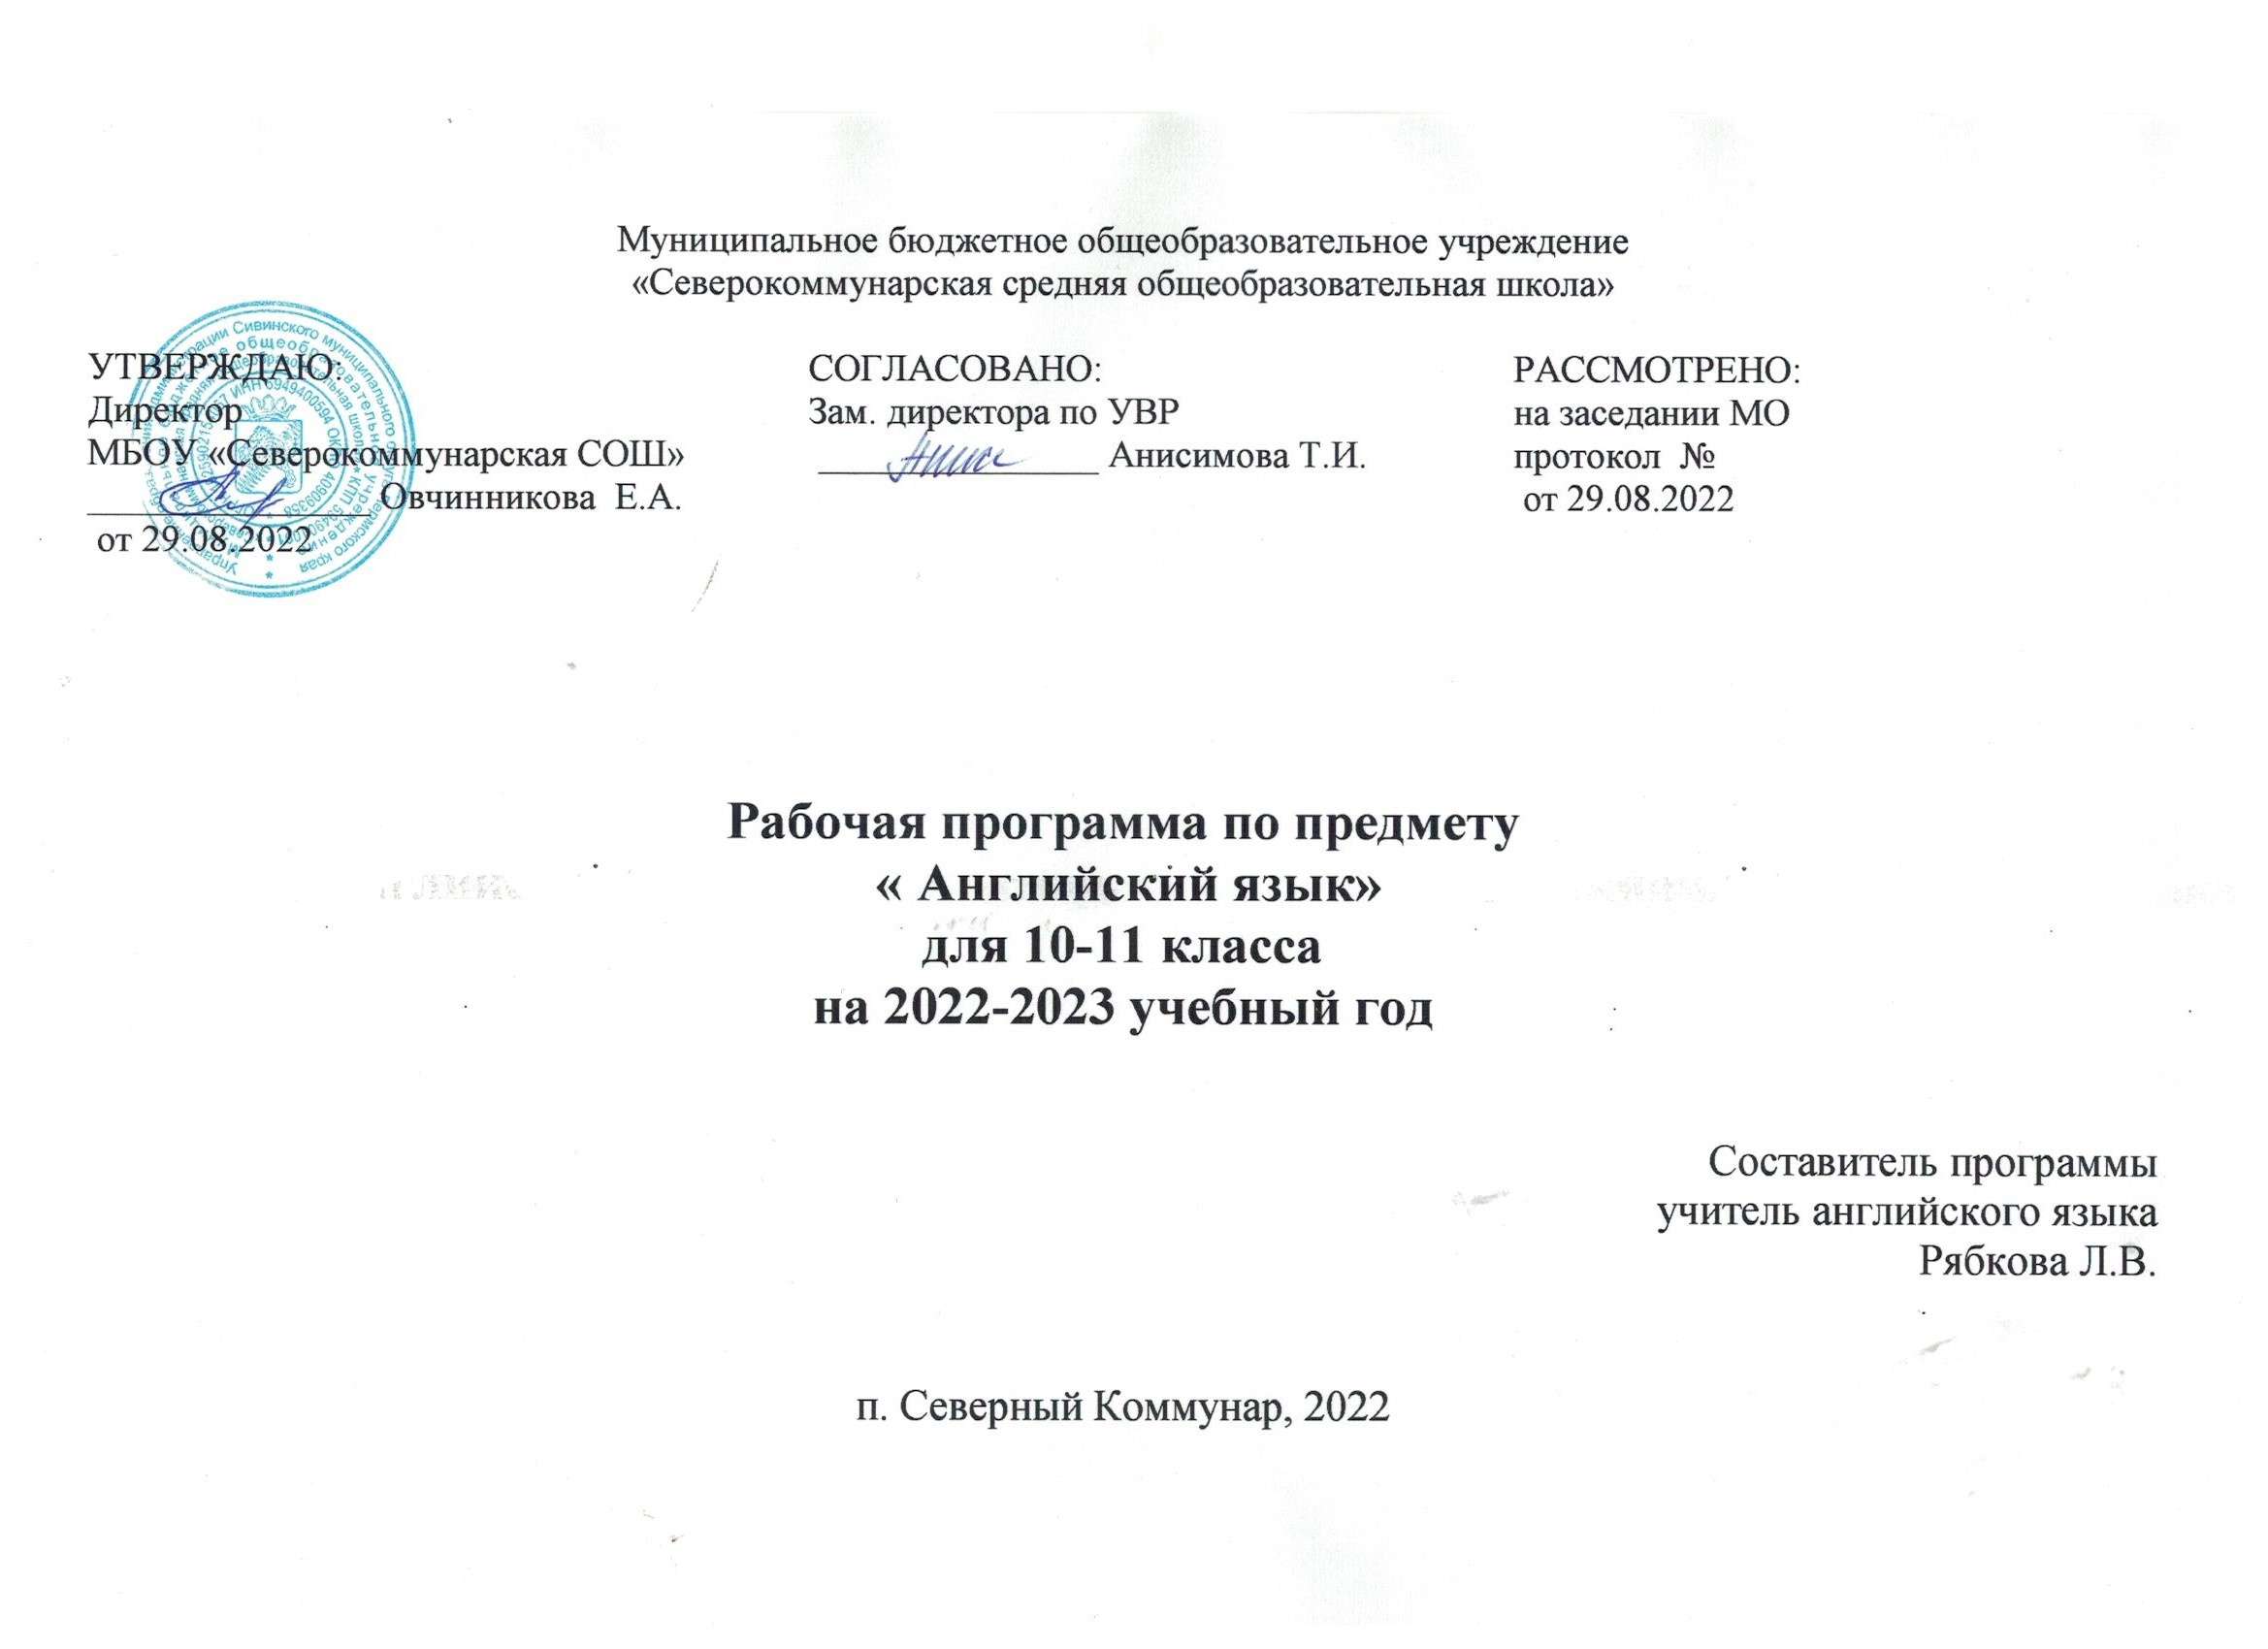 Муниципальное бюджетное общеобразовательное учреждение
«Северокоммунарская средняя общеобразовательная школа»
УТВЕРЖДАЮ:
Директор
МБОУ «Северокоммунарская СОШ»
Овчинникова Е.А.
от 29.08.2022
СОГЛАСОВАНО:
Зам. директора по УВР
Анисимова Т.И.
РАССМОТРЕНО:
на заседании МО
протокол №
от 29.08.2022
Рабочая программа по предмету
« Английский язык»
для 10-11 класса
на 2022-2023 учебный год
Составитель программы
учитель английского языка
Рябкова Л.В.
п. Северный Коммунар, 2022